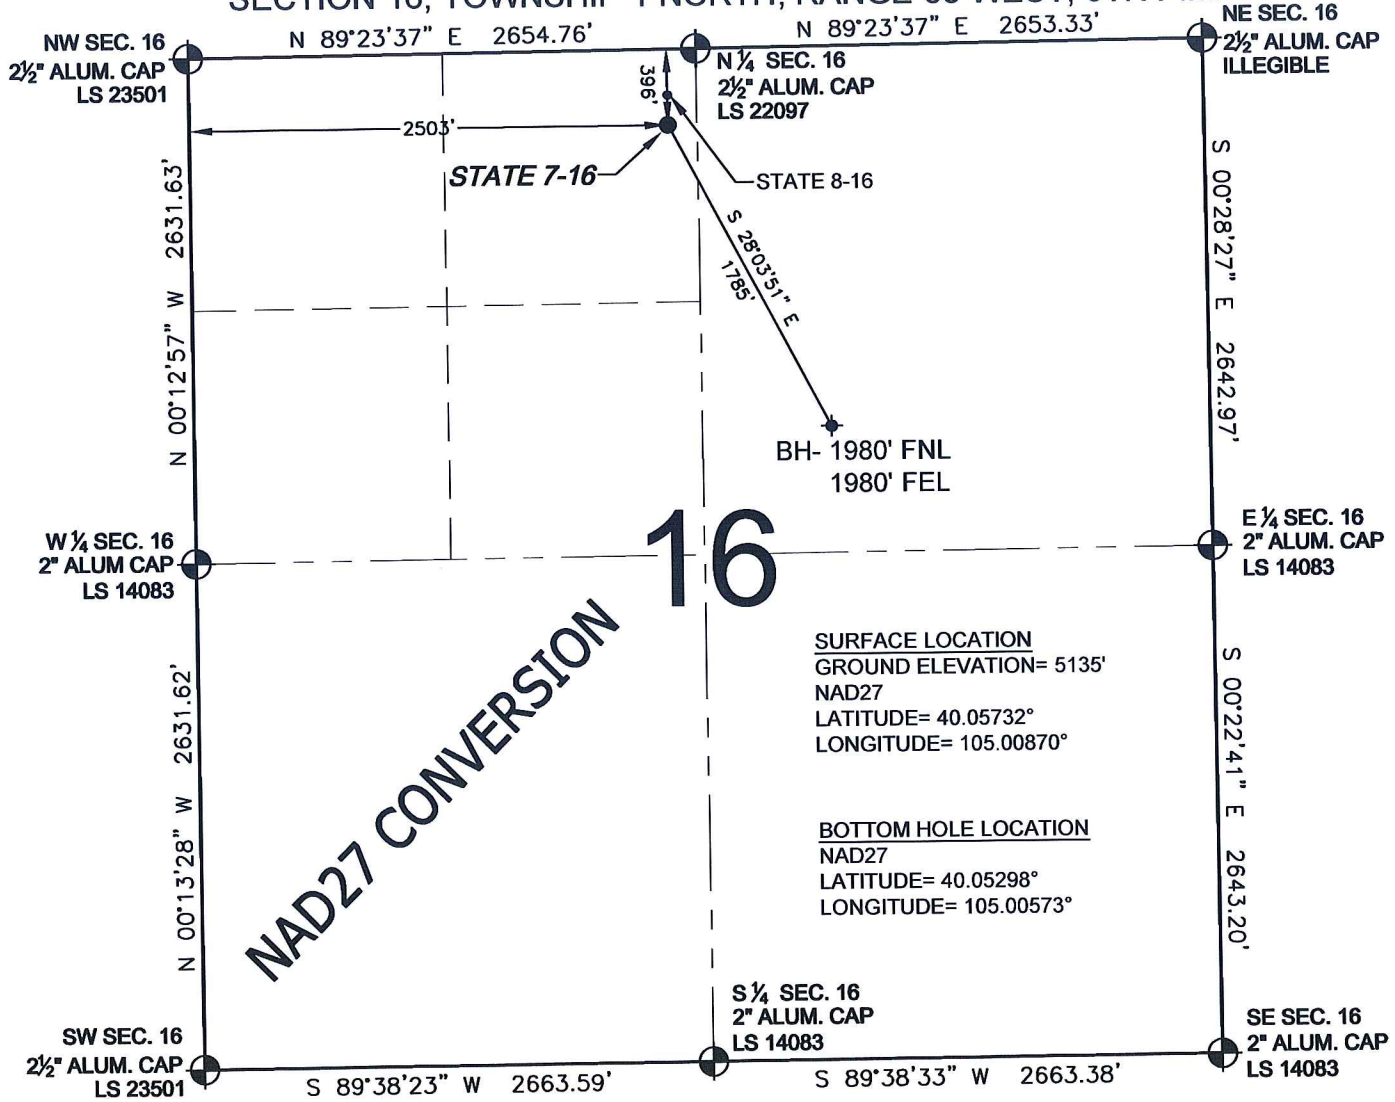 SECTION 16, TOWNSHIP 1 NORTH, RANGE 68 WEST,
NW SEC. 16
2½" ALUM. CAP
LS 23501
N 89°23'37" E 2654.76'
N 89°23'37" E 2653.33'
NE SEC. 16
2½" ALUM. CAP
ILLEGIBLE
N ¼ SEC. 16
2½" ALUM. CAP
LS 22097
396'
2503'
STATE 7-16
STATE 8-16
N 00°12'57" W 2631.63'
S 28°03'51" E
1785'
S 00°28'27" E 2642.97'
BH- 1980' FNL
1980' FEL
W ¼ SEC. 16
2" ALUM CAP
LS 14083
16
E ¼ SEC. 16
2" ALUM. CAP
LS 14083
NAD27 CONVERSION
SURFACE LOCATION
GROUND ELEVATION= 5135'
NAD27
LATITUDE= 40.05732°
LONGITUDE= 105.00870°
BOTTOM HOLE LOCATION
NAD27
LATITUDE= 40.05298°
LONGITUDE= 105.00573°
N 00°13'28" W 2631.62'
S 00°22'41" E 2643.20'
SW SEC. 16
2½" ALUM. CAP
LS 23501
S 89°38'23" W 2663.59'
S ¼ SEC. 16
2" ALUM. CAP
LS 14083
S 89°38'33" W 2663.38'
SE SEC. 16
2" ALUM. CAP
LS 14083